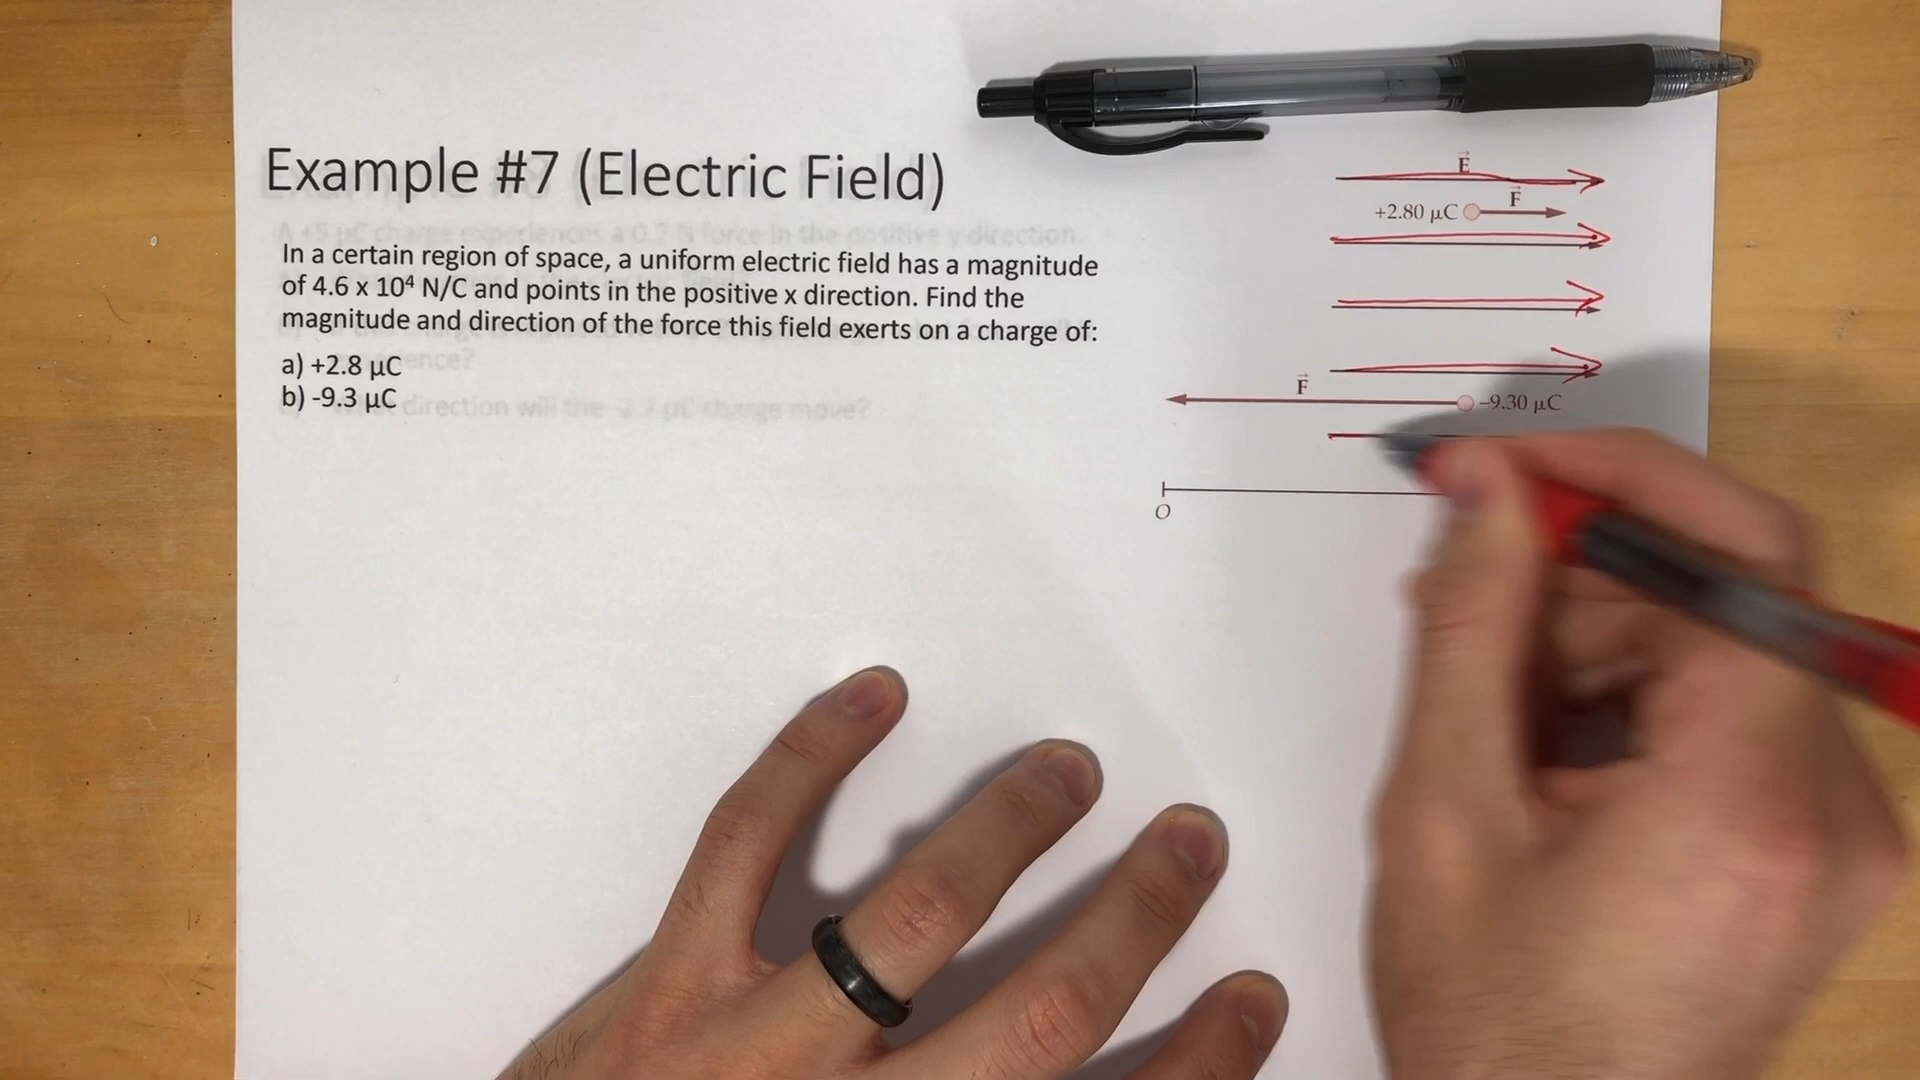 Example #7 (Electric Field)
In a certain region of space, a uniform electric field has a magnitude
of 4.6 x 10⁴ N/C and points in the positive x direction. Find the
magnitude and direction of the force this field exerts on a charge of:
a) +2.8 μC
b) -9.3 μC
E
F
+2.80 μC
F
–9.30 μC
O